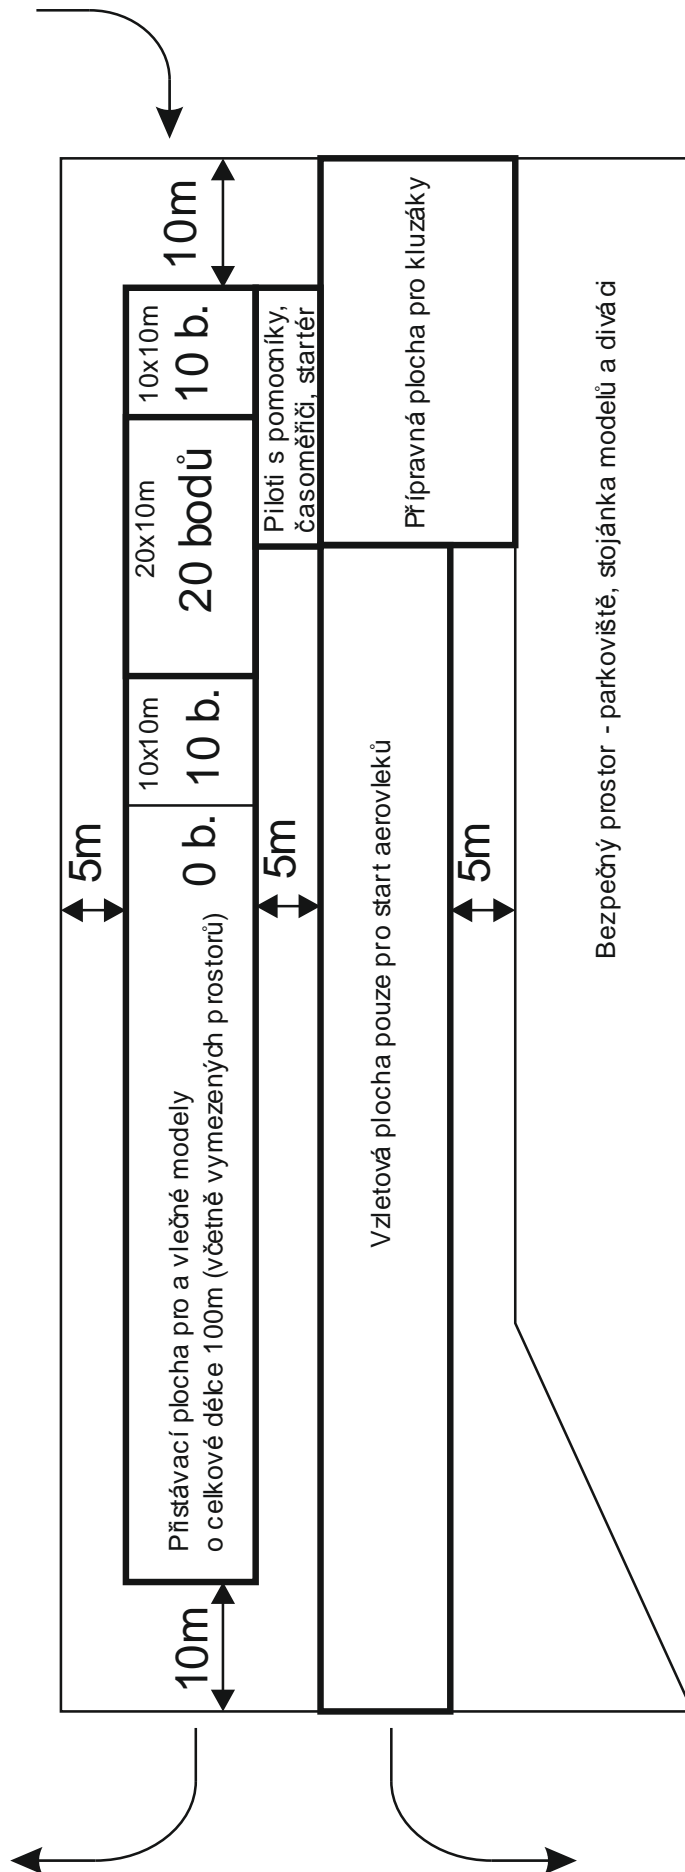 10m
10x10m
10 b.
Piloti s pomocníky,
časoměřiči, startér
Přípravná plocha pro kluzáky
20x10m
20 bodů
10x10m
10 b.
0 b.
5m
5m
5m
Přistávací plocha pro a vlečné modely
o celkové délce 100m (včetně vymezených prostorů)
Vzletová plocha pouze pro start aerovleků
Bezpečný prostor - parkoviště, stojánka modelů a diváci
10m